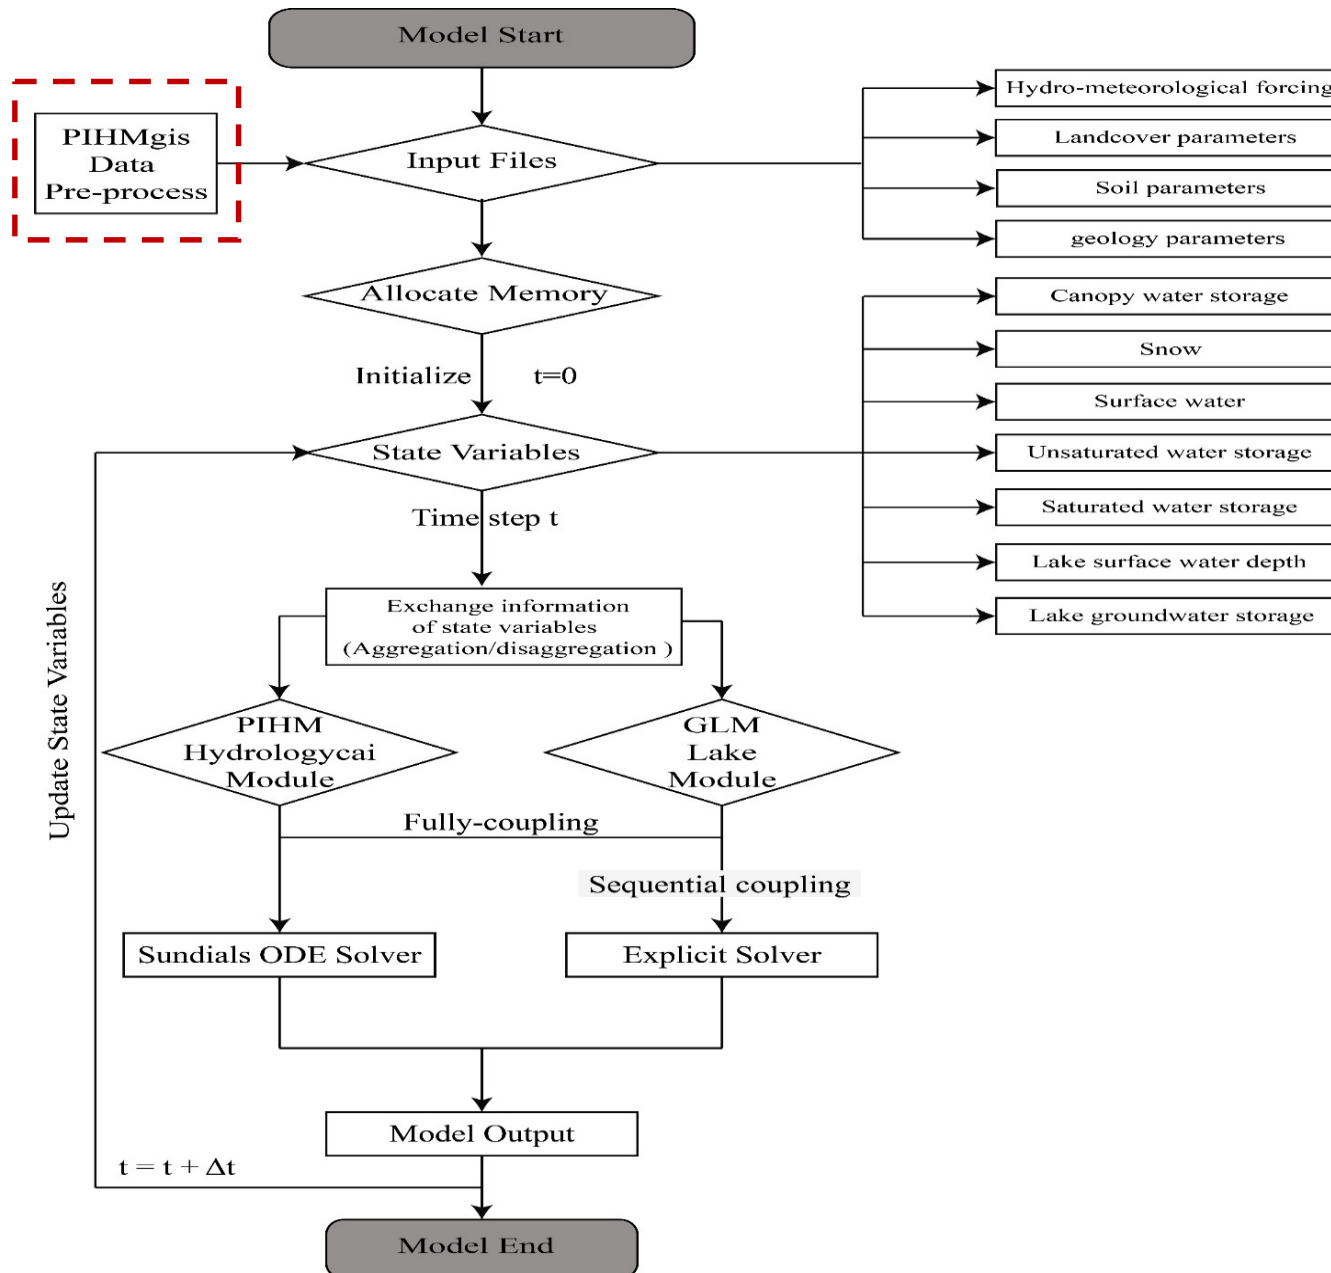 Model Start
PIHMgis
Data
Pre-process
Input Files
Hydro-meteorological forcing
Landcover parameters
Soil parameters
geology parameters
Allocate Memory
Initialize t=0
State Variables
Canopy water storage
Snow
Surface water
Unsaturated water storage
Saturated water storage
Lake surface water depth
Lake groundwater storage
Time step t
Exchange information
of state variables
(Aggregation/disaggregation )
PIHM
Hydrologycai
Module
GLM
Lake
Module
Fully-coupling
Sequential coupling
Sundials ODE Solver
Explicit Solver
Model Output
t = t + Δt
Update State Variables
Model End